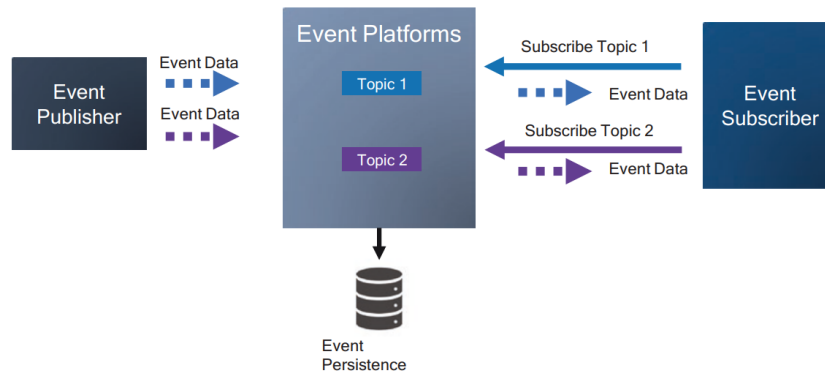 Event Platforms
Event Data
Event Data
Event
Publisher
Topic 1
Topic 2
Subscribe Topic 1
Event Data
Subscribe Topic 2
Event Data
Event
Subscriber
Event
Persistence